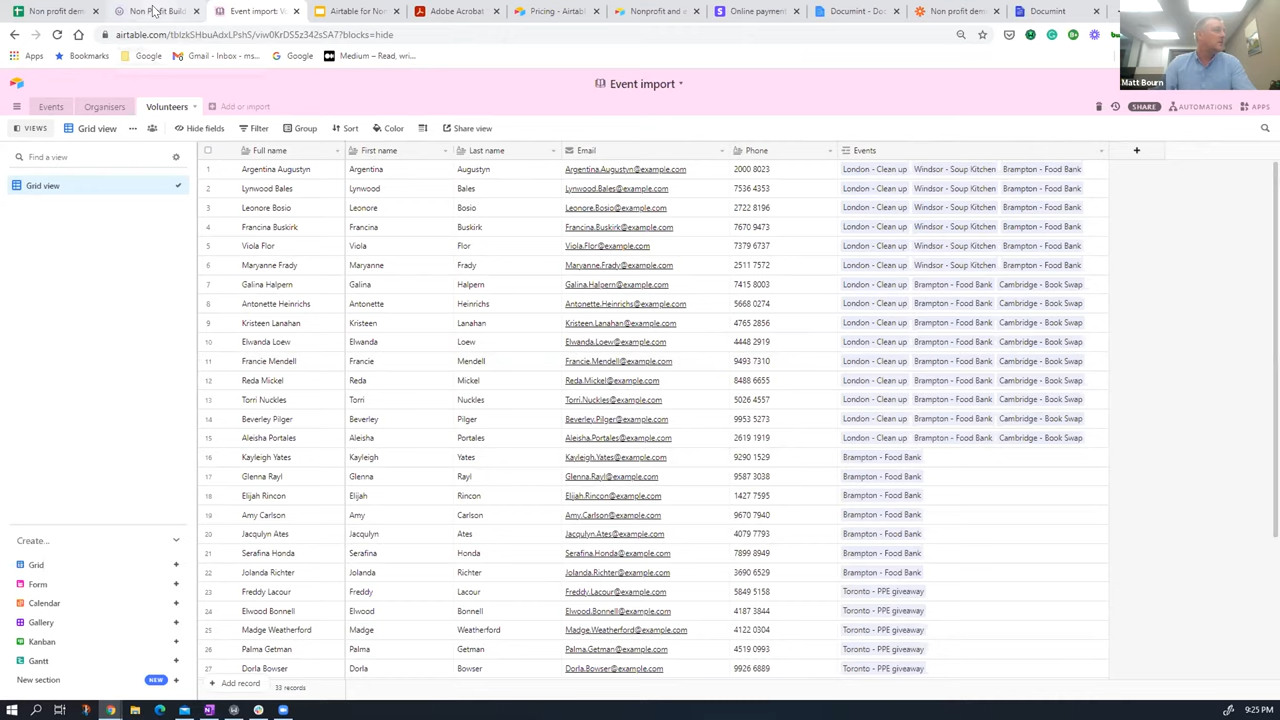 Non profit dem
Non Profit Build
Event import: V
Airtable for Non
Adobe Acrobat
Pricing - Airtabl
Nonprofit and a
Online payment
Documint - Do
Non profit dem
Documint
airtable.com/tblzkSHbuAdxLPshS/viw0KrDS5z342sSA7?blocks=hide
Apps
Bookmarks
Google
Gmail - Inbox - ms...
Google
Medium – Read, wri...
Matt Bourn
Event import
Events
Organisers
Volunteers
Add or import
SHARE
AUTOMATIONS
APPS
VIEWS
Grid view
Hide fields
Filter
Group
Sort
Color
Share view
Find a view
Grid view
Full name First name Last name Email Phone Events
1 Argentina Augustyn Argentina Augustyn Argentina.Augustyn@example.com 2000 8023 London - Clean up Windsor - Soup Kitchen Brampton - Food Bank
2 Lynwood Bales Lynwood Bales Lynwood.Bales@example.com 7536 4353 London - Clean up Windsor - Soup Kitchen Brampton - Food Bank
3 Leonore Bosio Leonore Bosio Leonore.Bosio@example.com 2722 8196 London - Clean up Windsor - Soup Kitchen Brampton - Food Bank
4 Francina Buskirk Francina Buskirk Francina.Buskirk@example.com 7670 9473 London - Clean up Windsor - Soup Kitchen Brampton - Food Bank
5 Viola Flor Viola Flor Viola.Flor@example.com 7379 6737 London - Clean up Windsor - Soup Kitchen Brampton - Food Bank
6 Maryanne Frady Maryanne Frady Maryanne.Frady@example.com 2511 7572 London - Clean up Windsor - Soup Kitchen Brampton - Food Bank
7 Galina Halpern Galina Halpern Galina.Halpern@example.com 7415 8003 London - Clean up Brampton - Food Bank Cambridge - Book Swap
8 Antonette Heinrichs Antonette Heinrichs Antonette.Heinrichs@example.com 5668 0274 London - Clean up Brampton - Food Bank Cambridge - Book Swap
9 Kristeen Lanahan Kristeen Lanahan Kristeen.Lanahan@example.com 4765 2856 London - Clean up Brampton - Food Bank Cambridge - Book Swap
10 Elwanda Loew Elwanda Loew Elwanda.Loew@example.com 4448 2919 London - Clean up Brampton - Food Bank Cambridge - Book Swap
11 Francie Mendell Francie Mendell Francie.Mendell@example.com 9493 7310 London - Clean up Brampton - Food Bank Cambridge - Book Swap
12 Reda Mickel Reda Mickel Reda.Mickel@example.com 8488 6655 London - Clean up Brampton - Food Bank Cambridge - Book Swap
13 Torri Nuckles Torri Nuckles Torri.Nuckles@example.com 5026 4557 London - Clean up Brampton - Food Bank Cambridge - Book Swap
14 Beverley Pilger Beverley Pilger Beverley.Pilger@example.com 9953 5273 London - Clean up Brampton - Food Bank Cambridge - Book Swap
15 Aleisha Portales Aleisha Portales Aleisha.Portales@example.com 2619 1919 London - Clean up Brampton - Food Bank Cambridge - Book Swap
16 Kayleigh Yates Kayleigh Yates Kayleigh.Yates@example.com 9290 1529 Brampton - Food Bank
17 Glenna Rayl Glenna Rayl Glenna.Rayl@example.com 9587 3038 Brampton - Food Bank
18 Elijah Rincon Elijah Rincon Elijah.Rincon@example.com 1427 7595 Brampton - Food Bank
19 Amy Carlson Amy Carlson Amy.Carlson@example.com 9670 7940 Brampton - Food Bank
20 Jacqulyn Ates Jacqulyn Ates Jacqulyn.Ates@example.com 4079 7793 Brampton - Food Bank
21 Serafina Honda Serafina Honda Serafina.Honda@example.com 7899 8949 Brampton - Food Bank
22 Jolanda Richter Jolanda Richter Jolanda.Richter@example.com 3690 6529 Brampton - Food Bank
23 Freddy Lacour Freddy Lacour Freddy.Lacour@example.com 5849 5158 Toronto - PPE giveaway
24 Elwood Bonnell Elwood Bonnell Elwood.Bonnell@example.com 4187 3844 Toronto - PPE giveaway
25 Madge Weatherford Madge Weatherford Madge.Weatherford@example.com 4122 0304 Toronto - PPE giveaway
26 Palma Getman Palma Getman Palma.Getman@example.com 4519 0993 Toronto - PPE giveaway
27 Dorla Bowser Dorla Bowser Dorla.Bowser@example.com 9926 6889 Toronto - PPE giveaway
Create...
Grid
Form
Calendar
Gallery
Kanban
Gantt
New section NEW
Add record
33 records
9:25 PM